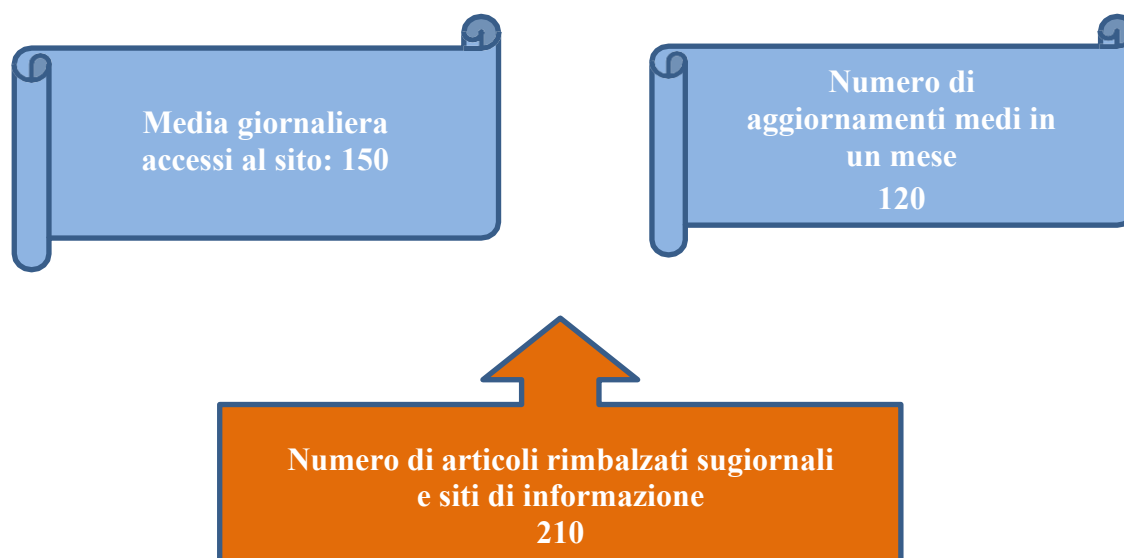 Media giornaliera
accessi al sito: 150
Numero di
aggiornamenti medi in
un mese
120
Numero di articoli rimbalzati sugiornali
e siti di informazione
210